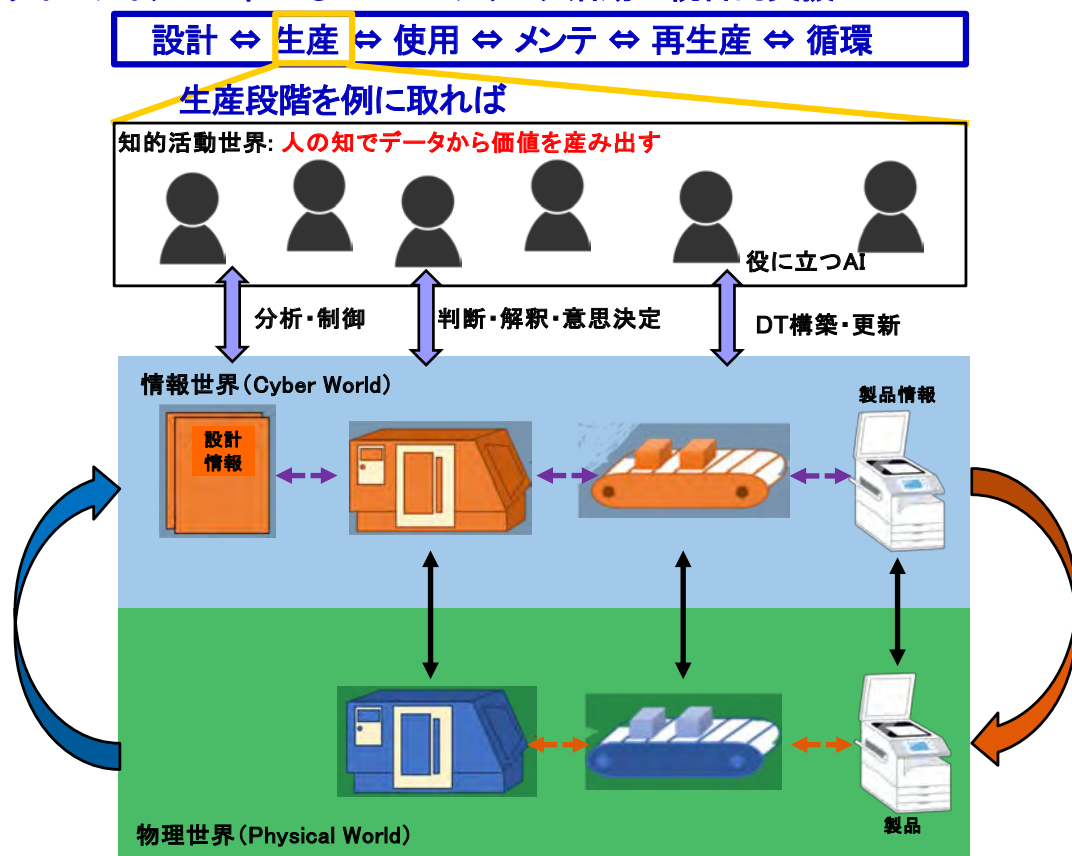 設計 ⇔ 生産 ⇔ 使用 ⇔ メンテ ⇔ 再生産 ⇔ 循環
生産段階を例に取れば
知的活動世界: 人の知でデータから価値を産み出す
役に立つAI
分析・制御
判断・解釈・意思決定
DT構築・更新
情報世界(Cyber World)
製品情報
設計
情報
物理世界(Physical World)
製品